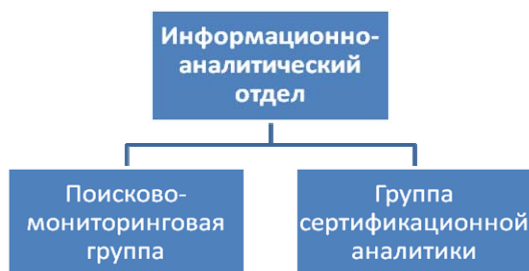 Информационно-
аналитический
отдел
Поисково-
мониторинговая
группа
Группа
сертификационной
аналитики